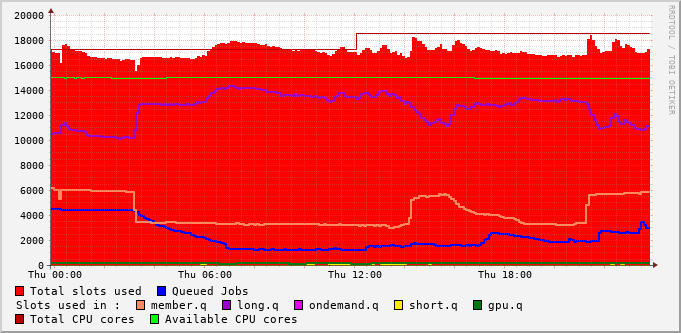 20000
18000
16000
14000
12000
10000
8000
6000
4000
2000
0
Thu 00:00 Thu 06:00 Thu 12:00 Thu 18:00
RRDTOOL / TOBI OETIKER
Total slots used Queued Jobs
Slots used in : member.q long.q ondemand.q short.q gpu.q
Total CPU cores Available CPU cores